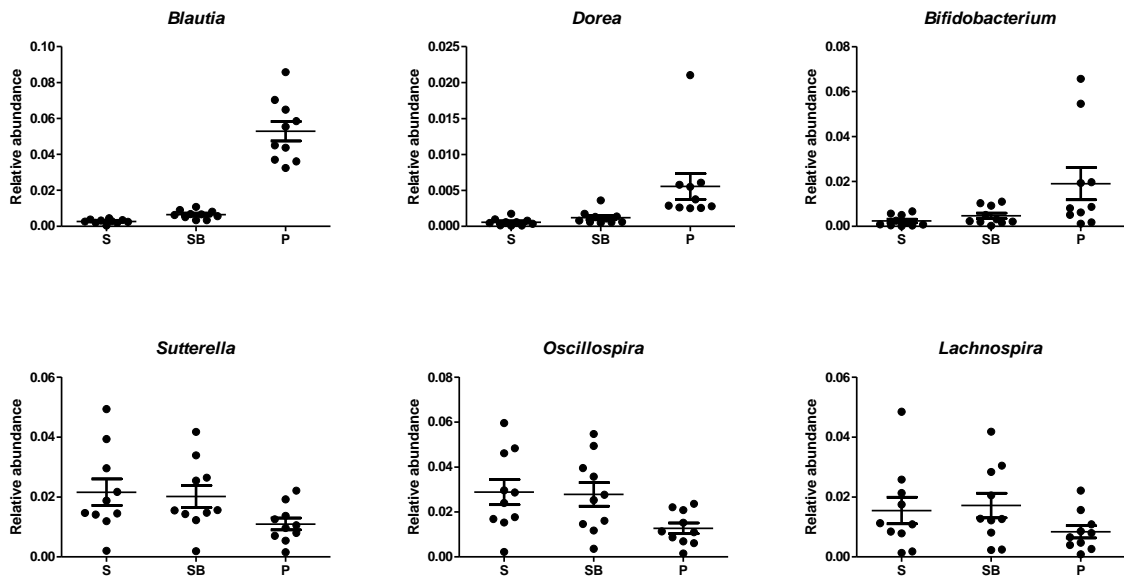 Blautia
Relative abundance
0.10
0.08
0.06
0.04
0.02
0.00
S SB P
Dorea
Relative abundance
0.025
0.020
0.015
0.010
0.005
0.000
S SB P
Bifidobacterium
Relative abundance
0.08
0.06
0.04
0.02
0.00
S SB P
Sutterella
Relative abundance
0.06
0.04
0.02
0.00
S SB P
Oscillospira
Relative abundance
0.08
0.06
0.04
0.02
0.00
S SB P
Lachnospira
Relative abundance
0.06
0.04
0.02
0.00
S SB P